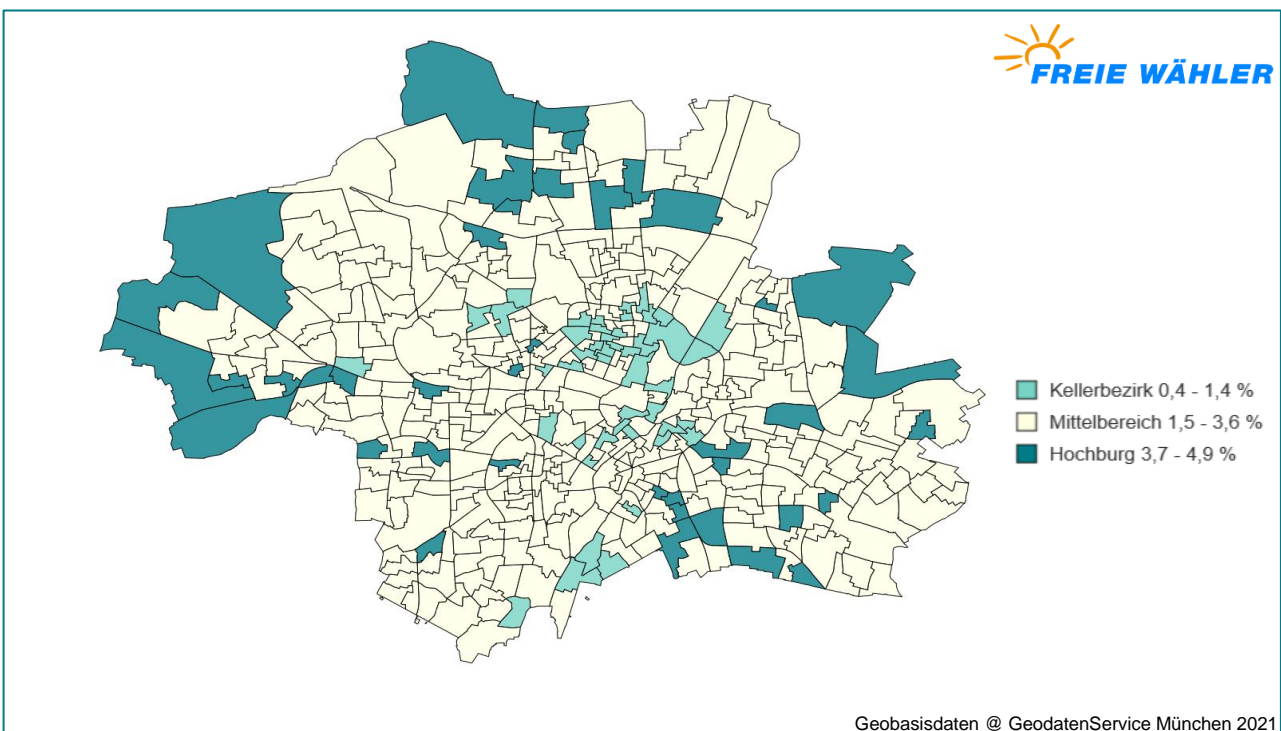 FREIE WÄHLER
Kellerbezirk 0,4 - 1,4 %
Mittelbereich 1,5 - 3,6 %
Hochburg 3,7 - 4,9 %
Geobasisdaten @ GeodatenService München 2021